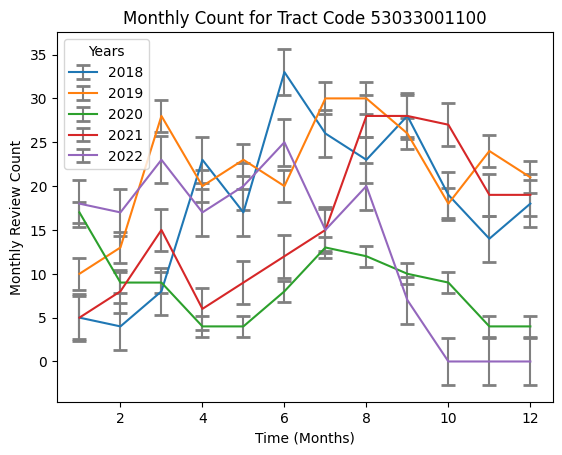 Monthly Count for Tract Code 53033001100
Monthly Review Count
35
30
25
20
15
10
5
0
Years
2018
2019
2020
2021
2022
2 4 6 8 10 12
Time (Months)